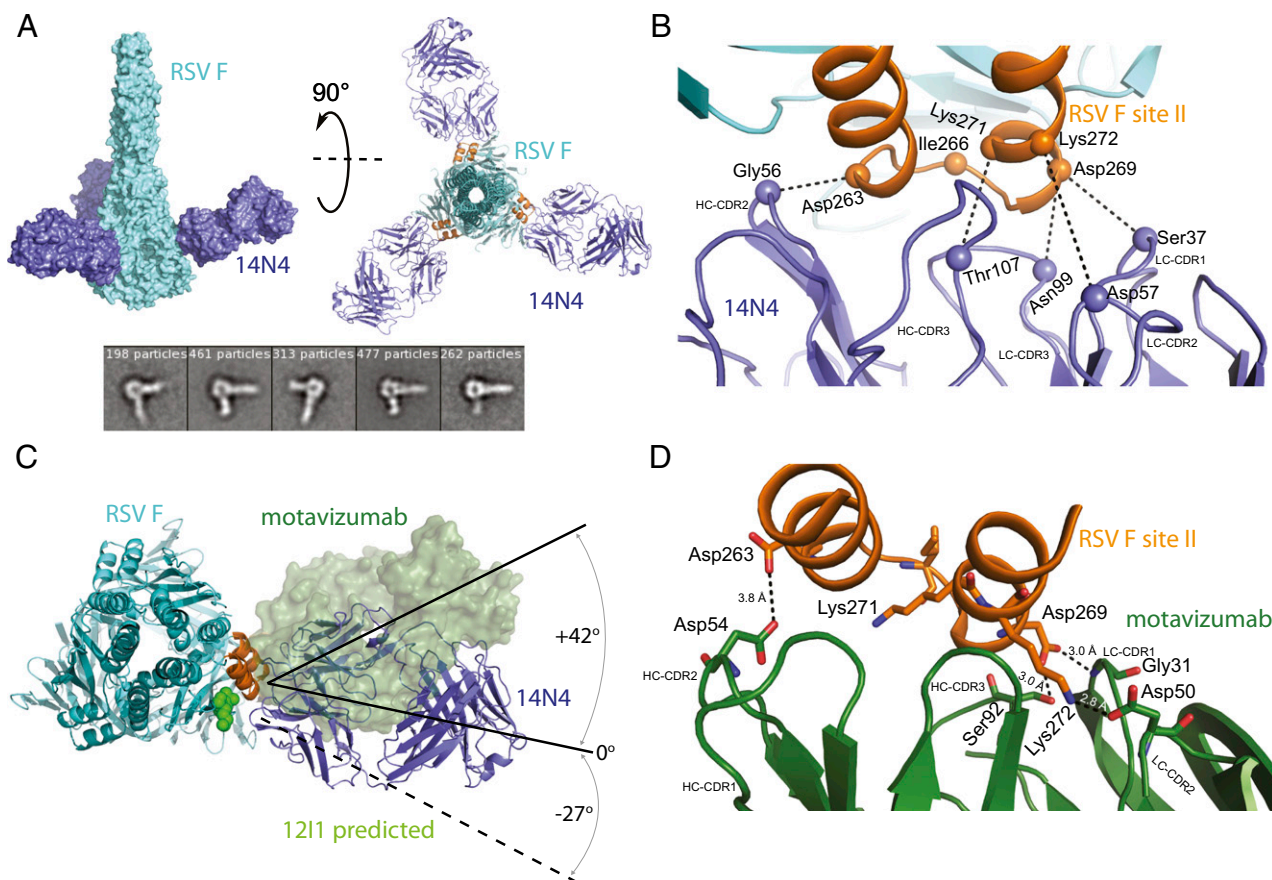 A
RSV F
14N4
90°
RSV F
14N4
198 particles
461 particles
313 particles
477 particles
262 particles
B
Lys271
RSV F site II
Ile266
Lys272
Gly56
Asp269
HC-CDR2
Asp263
Ser37
LC-CDR1
Thr107
Asn99
Asp57
14N4
HC-CDR3
LC-CDR3
LC-CDR2
C
RSV F
motavizumab
+42°
14N4
0°
-27°
12I1 predicted
D
RSV F site II
Asp263
3.8 Å
Lys271
Asp269
motavizumab
Asp54
3.0 Å
LC-CDR1
Gly31
HC-CDR2
HC-CDR3
3.0 Å
Asp50
2.8 Å
Ser92
Lys272
HC-CDR1
LC-CDR2